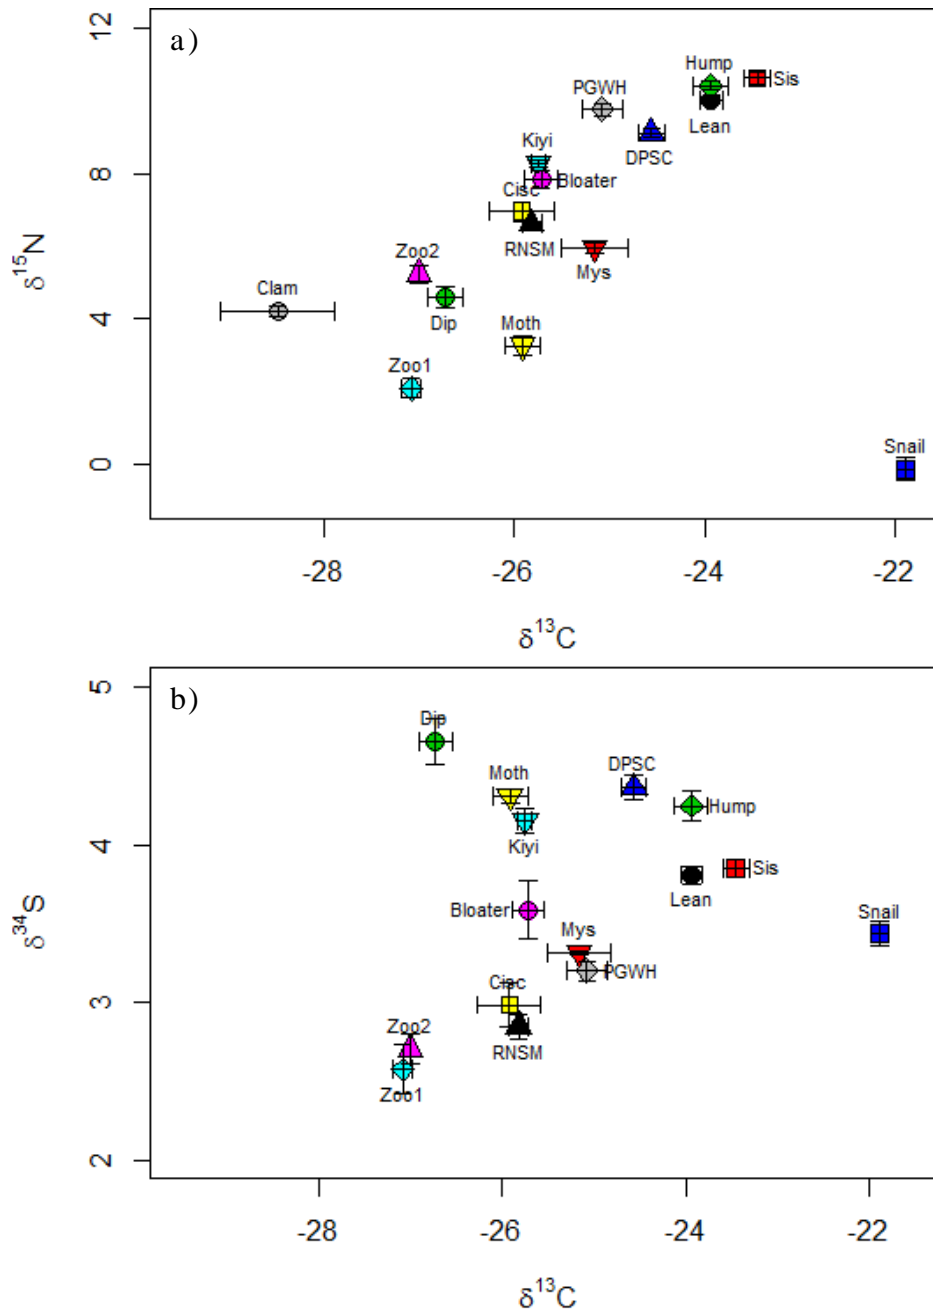 a)
12
8
4
0
δ15N
Hump
Sis
PGWH
Lean
DPSC
Kiyi
Bloater
Cisc
RNSM
Mys
Zoo2
Clam
Dip
Moth
Zoo1
Snail
-28 -26 -24 -22
δ13C
b)
5
4
3
2
δ34S
Dip
DPSC
Moth
Hump
Kiyi
Sis
Lean
Bloater
Snail
Mys
PGWH
Cisc
RNSM
Zoo2
Zoo1
-28 -26 -24 -22
δ13C